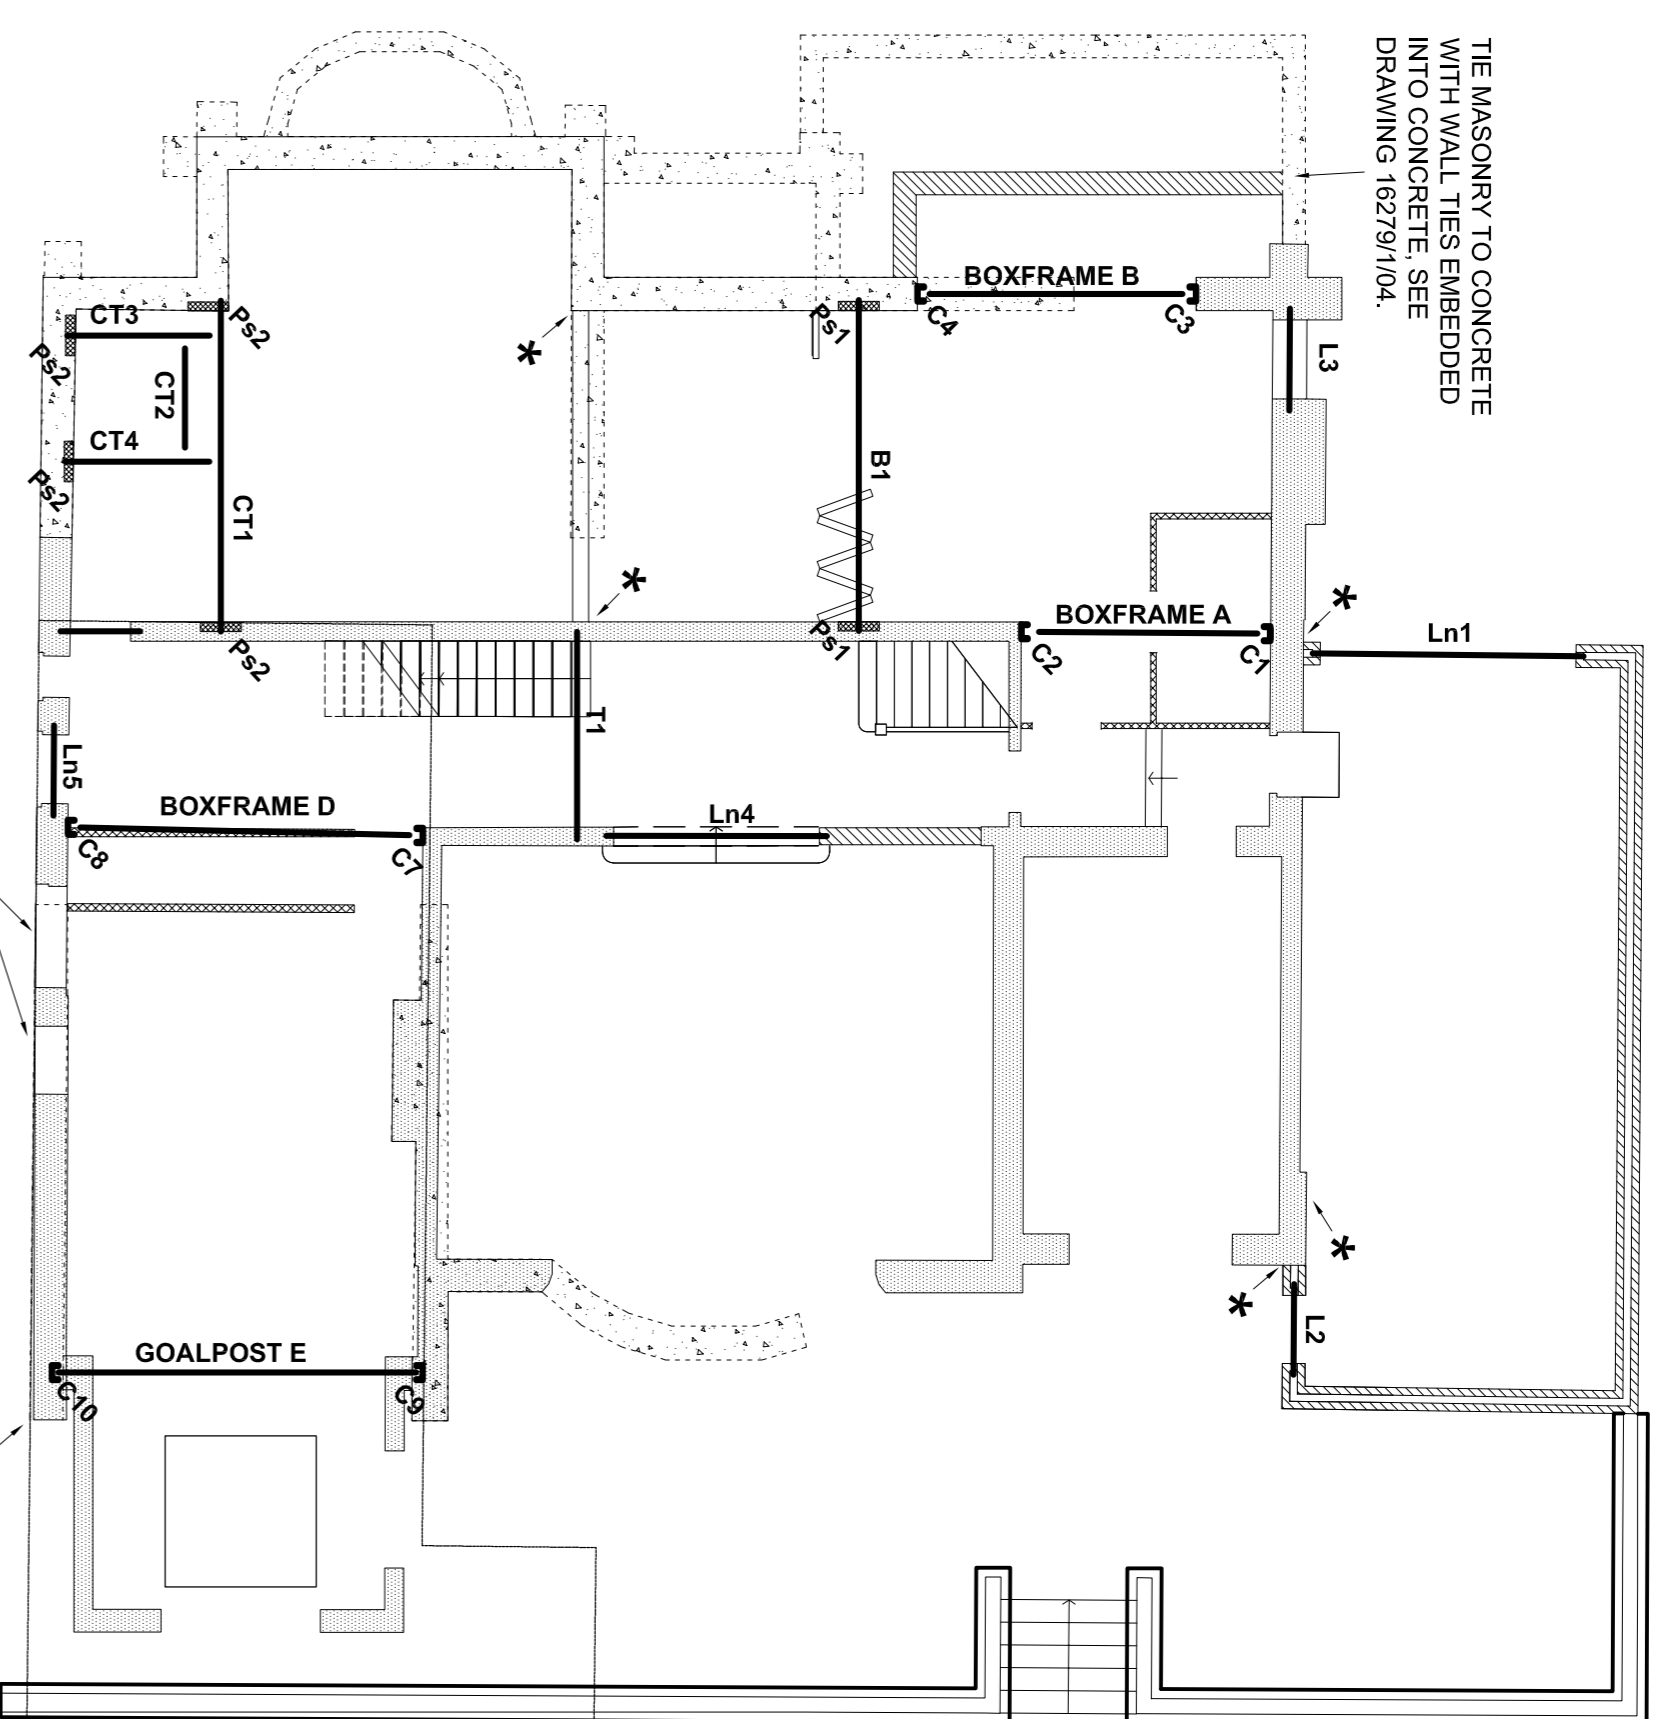 TIE MASONRY TO CONCRETE
WITH WALL TIES EMBEDDED
INTO CONCRETE, SEE
DRAWING 16279/1/04.
BOXFRAME B
C4
C3
L3
Ps1
CT3
Ps2
Ps2
*
CT2
CT4
Ps2
CT1
B1
*
BOXFRAME A
*
Ln1
Ps2
Ps1
C2
C1
T1
Ln5
BOXFRAME D
Ln4
C8
C7
*
*
L2
GOALPOST E
C10
C9